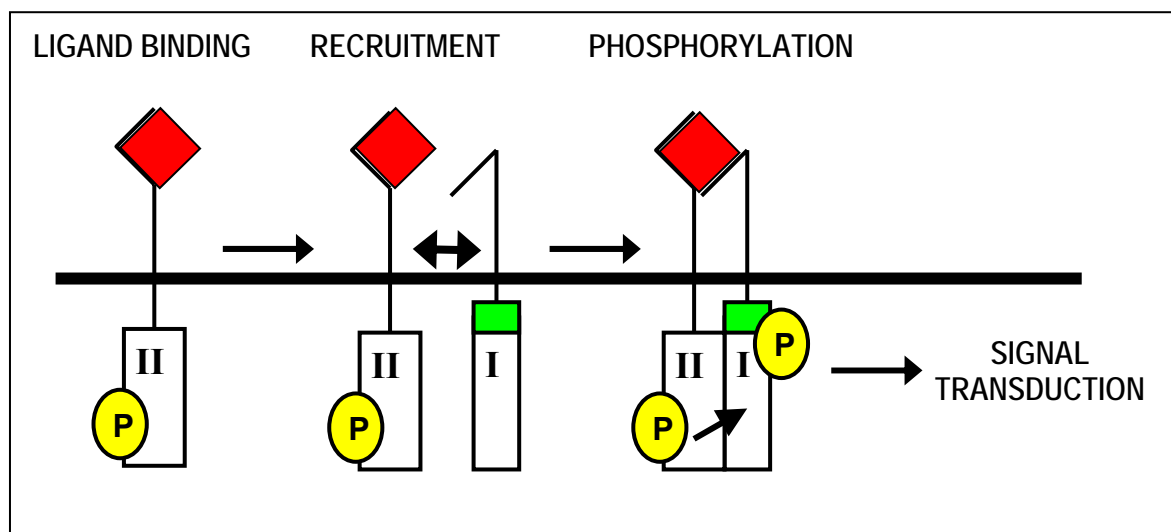 LIGAND BINDING
RECRUITMENT
PHOSPHORYLATION
II
P
II
I
P
II
I
P
P
SIGNAL
TRANSDUCTION